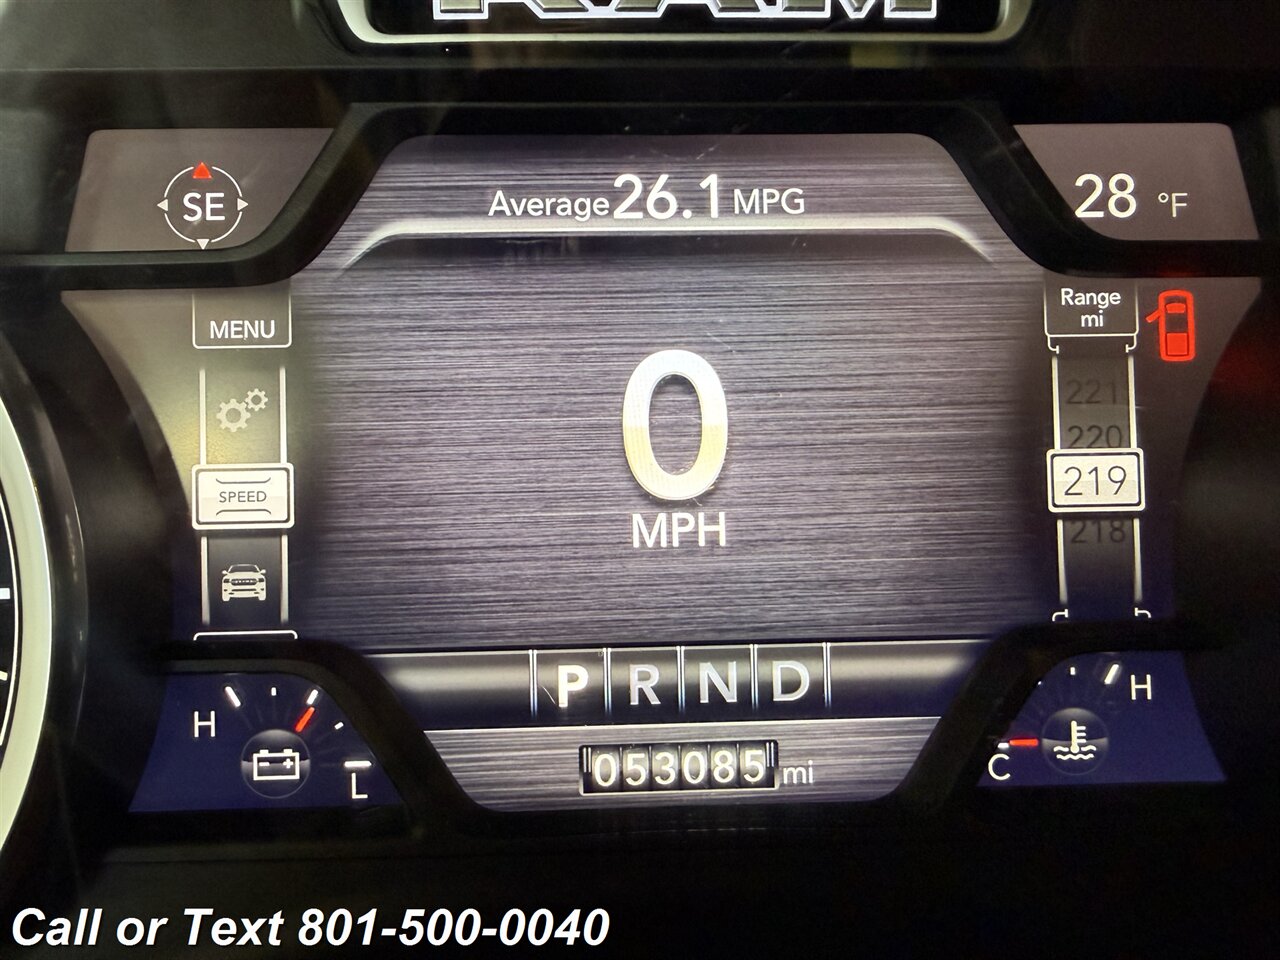 RAM
SE
Average 26.1 MPG
28 °F
MENU
Range
mi
221
220
SPEED
219
218
0
MPH
P R N D
H
L
053085 mi
C
H
Call or Text 801-500-0040